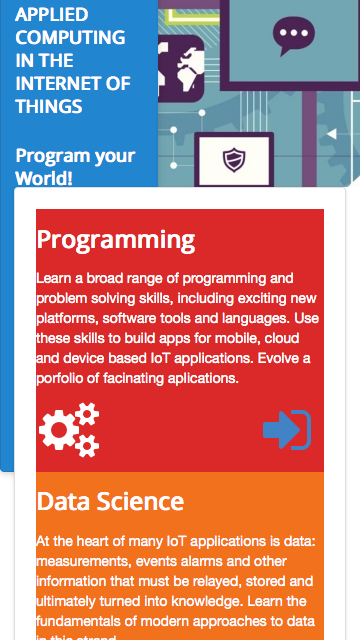 APPLIED
COMPUTING
IN THE
INTERNET OF
THINGS
Program your
World!
Programming
Learn a broad range of programming and
problem solving skills, including exciting new
platforms, software tools and languages. Use
these skills to build apps for mobile, cloud
and device based IoT applications. Evolve a
porfolio of facinating aplications.
Data Science
At the heart of many IoT applications is data:
measurements, events alarms and other
information that must be relayed, stored and
ultimately turned into knowledge. Learn the
fundamentals of modern approaches to data
in this strand